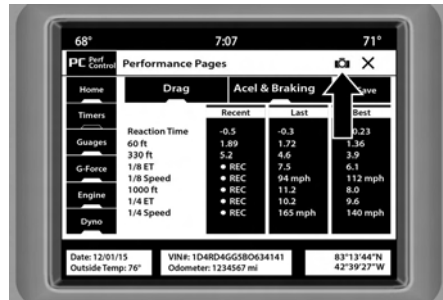 68° 7:07 71°
PC Perf Control Performance Pages
Home Drag Acel & Braking ave
Timers Recent Last Best
Reaction Time -0.5 -0.3 0.23
60 ft 1.89 1.72 1.36
Guages 330 ft 5.2 4.6 3.9
1/8 ET • REC 7.5 6.1
G-Force 1/8 Speed • REC 94 mph 112 mph
1000 ft • REC 11.2 8.0
Engine 1/4 ET • REC 10.2 9.6
1/4 Speed • REC 165 mph 140 mph
Dyno
Date: 12/01/15 VIN#: 1D4RD4GG5BO634141 83°13'44"N
Outside Temp: 76° Odometer: 1234567 mi 42°39'27"W